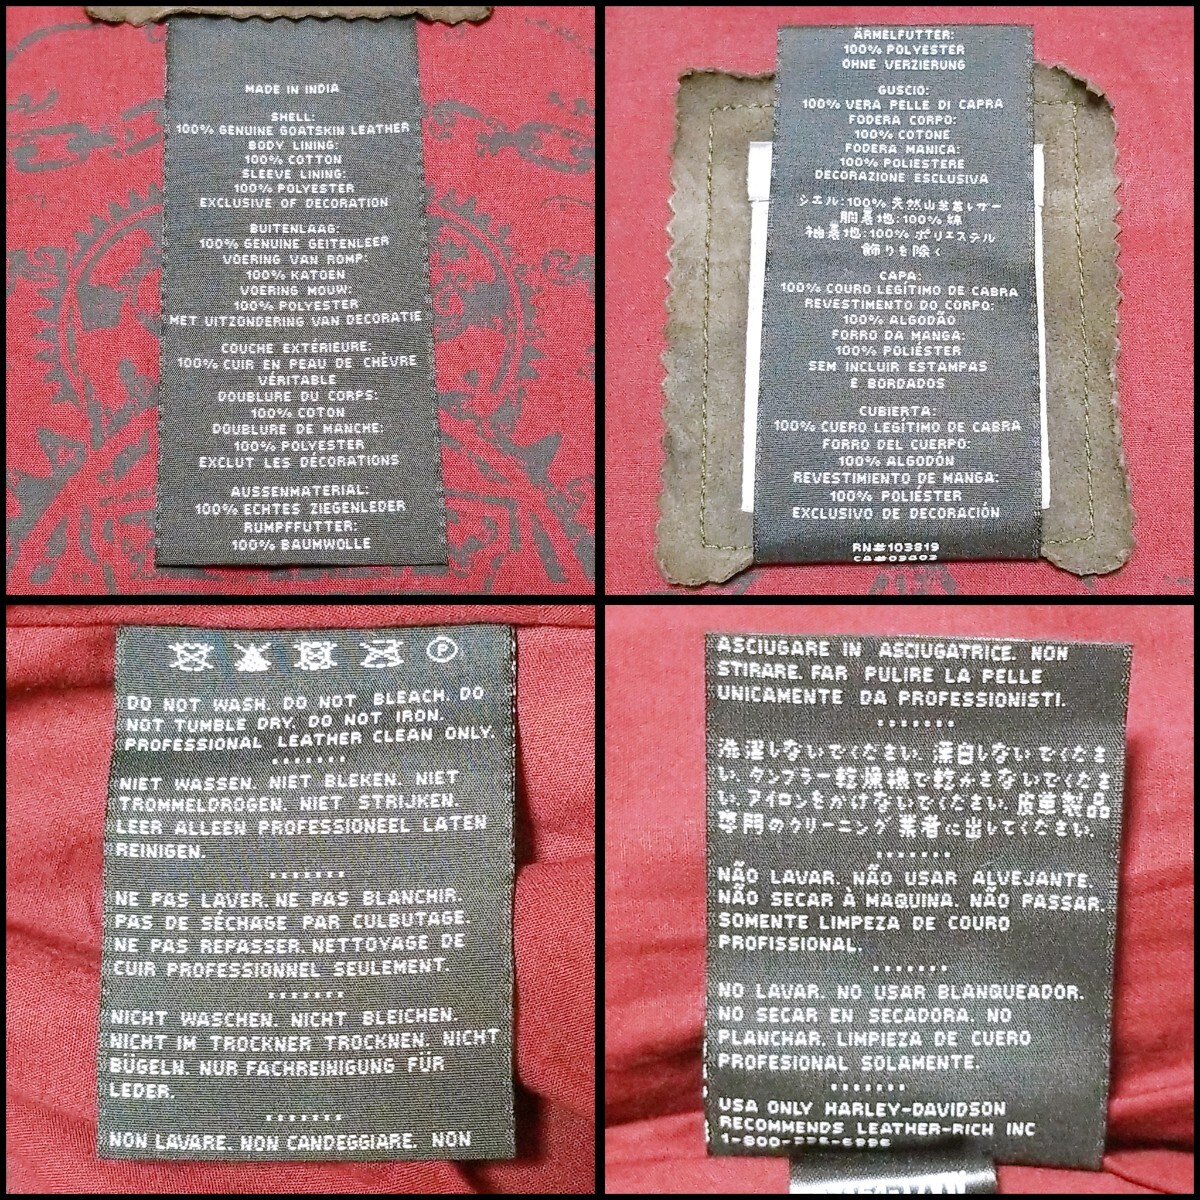 MADE IN INDIA
SHELL:
100% GENUINE GOATSKIN LEATHER
BODY LINING:
100% COTTON
SLEEVE LINING:
100% POLYESTER
EXCLUSIVE OF DECORATION
BUITENLAAG:
100% GENUINE GEITENLEER
VOERING VAN ROMP:
100% KATOEN
VOERING MOUW:
100% POLYESTER
MET UITZONDERING VAN DECORATIE
COUCHE EXTÉRIEURE:
100% CUIR EN PEAU DE CHÈVRE
VÉRITABLE
DOUBLURE DU CORPS:
100% COTON
DOUBLURE DE MANCHE:
100% POLYESTER
EXCLUT LES DÉCORATIONS
AUSSENMATERIAL:
100% ECHTES ZIEGENLEDER
RUMPFFUTTER:
100% BAUMWOLLE
ÄRMELFUTTER:
100% POLYESTER
OHNE VERZIERUNG
GUSCIO:
100% VERA PELLE DI CAPRA
FODERA CORPO:
100% COTONE
FODERA MANICA:
100% POLIESTERE
DECORAZIONE ESCLUSIVA
シエル:100% 天然山羊革レザー
胴裏地:100% 綿
袖裏地:100% ポリエステル
飾りを除く
CAPA:
100% COURO LEGÍTIMO DE CABRA
REVESTIMENTO DO CORPO:
100% ALGODÃO
FORRO DA MANGA:
100% POLIÉSTER
SEM INCLUIR ESTAMPAS
E BORDADOS
CUBIERTA:
100% CUERO LEGÍTIMO DE CABRA
FORRO DEL CUERPO:
100% ALGODÓN
REVESTIMIENTO DE MANGA:
100% POLIÉSTER
EXCLUSIVO DE DECORACIÓN
RN#103819
P
DO NOT WASH. DO NOT BLEACH. DO
NOT TUMBLE DRY. DO NOT IRON.
PROFESSIONAL LEATHER CLEAN ONLY.
NIET WASSEN. NIET BLEKEN. NIET
TROMMELDROGEN. NIET STRIJKEN.
LEER ALLEEN PROFESSIONEEL LATEN
REINIGEN.
NE PAS LAVER. NE PAS BLANCHIR.
PAS DE SÉCHAGE PAR CULBUTAGE.
NE PAS REPASSER. NETTOYAGE DE
CUIR PROFESSIONNEL SEULEMENT.
NICHT WASCHEN. NICHT BLEICHEN.
NICHT IM TROCKNER TROCKNEN. NICHT
BÜGELN. NUR FACHREINIGUNG FÜR
LEDER.
NON LAVARE. NON CANDEGGIARE. NON
ASCIUGARE IN ASCIUGATRICE. NON
STIRARE. FAR PULIRE LA PELLE
UNICAMENTE DA PROFESSIONISTI.
洗濯しないでください. 漂白しないでくださ
い. タンブラー乾燥機で乾かさないでくださ
い. アイロンをかけないでください. 皮革製品
専門のクリーニング業者に出してください.
NÃO LAVAR. NÃO USAR ALVEJANTE.
NÃO SECAR À MAQUINA. NÃO PASSAR.
SOMENTE LIMPEZA DE COURO
PROFISSIONAL.
NO LAVAR. NO USAR BLANQUEADOR.
NO SECAR EN SECADORA. NO
PLANCHAR. LIMPIEZA DE CUERO
PROFESIONAL SOLAMENTE.
USA ONLY HARLEY-DAVIDSON
RECOMMENDS LEATHER-RICH INC